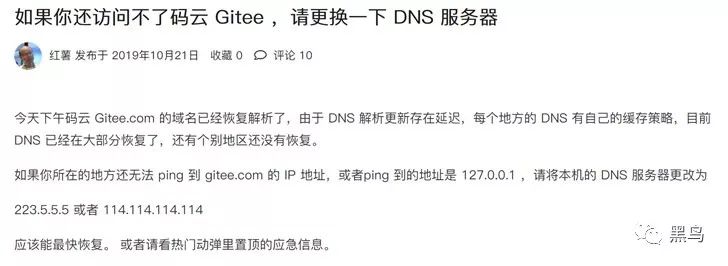 如果你还访问不了码云 Gitee ，请更换一下 DNS 服务器
红薯 发布于 2019年10月21日 收藏 0 评论 10
今天下午码云 Gitee.com 的域名已经恢复解析了，由于 DNS 解析更新存在延迟，每个地方的 DNS 有自己的缓存策略，目前
DNS 已经在大部分恢复了，还有个别地区还没有恢复。
如果你所在的地方还无法 ping 到 gitee.com 的 IP 地址，或者ping 到的地址是 127.0.0.1 ，请将本机的 DNS 服务器更改为
223.5.5.5 或者 114.114.114.114
应该能最快恢复。 或者请看热门动弹里置顶的应急信息。
黑鸟